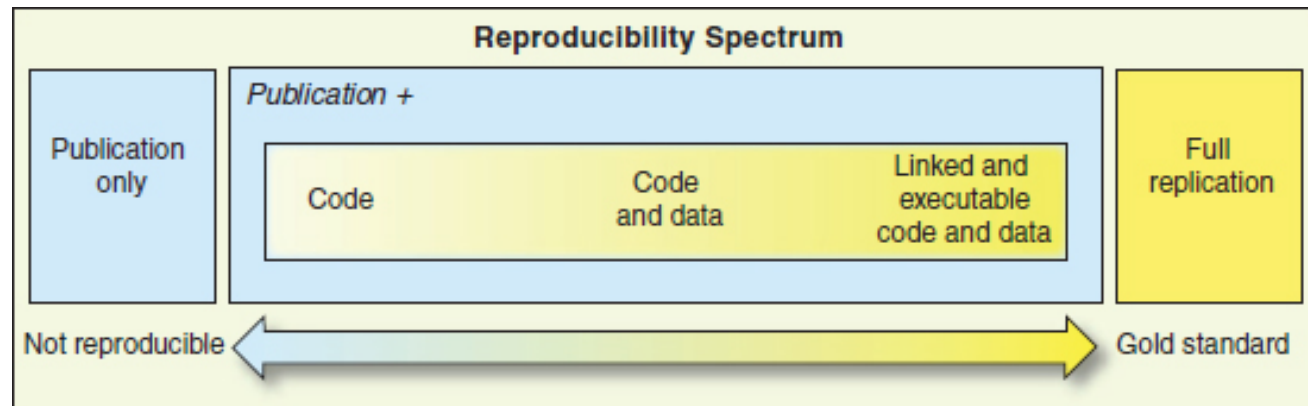 Reproducibility Spectrum
Publication
only
Publication +
Code
Code
and data
Linked and
executable
code and data
Full
replication
Not reproducible
Gold standard